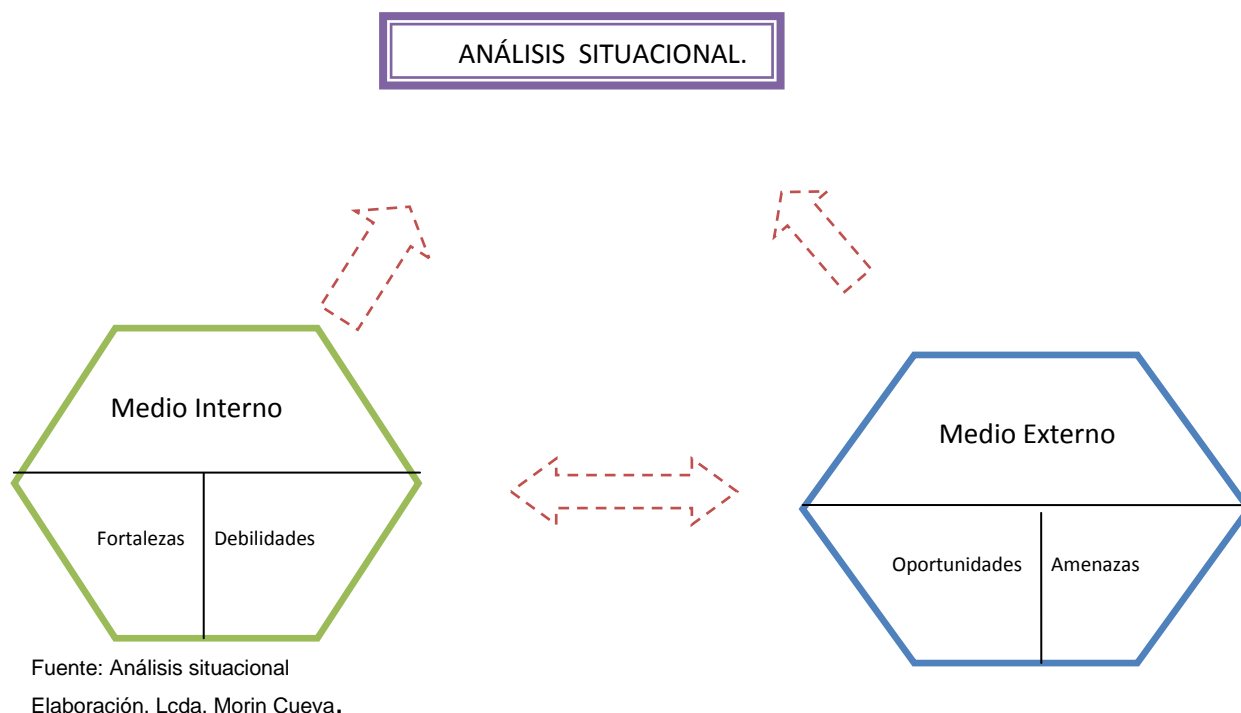 ANÁLISIS SITUACIONAL.
Medio Interno
Fortalezas
Debilidades
Medio Externo
Oportunidades
Amenazas
Fuente: Análisis situacional
Elaboración. Lcda. Morin Cueva.